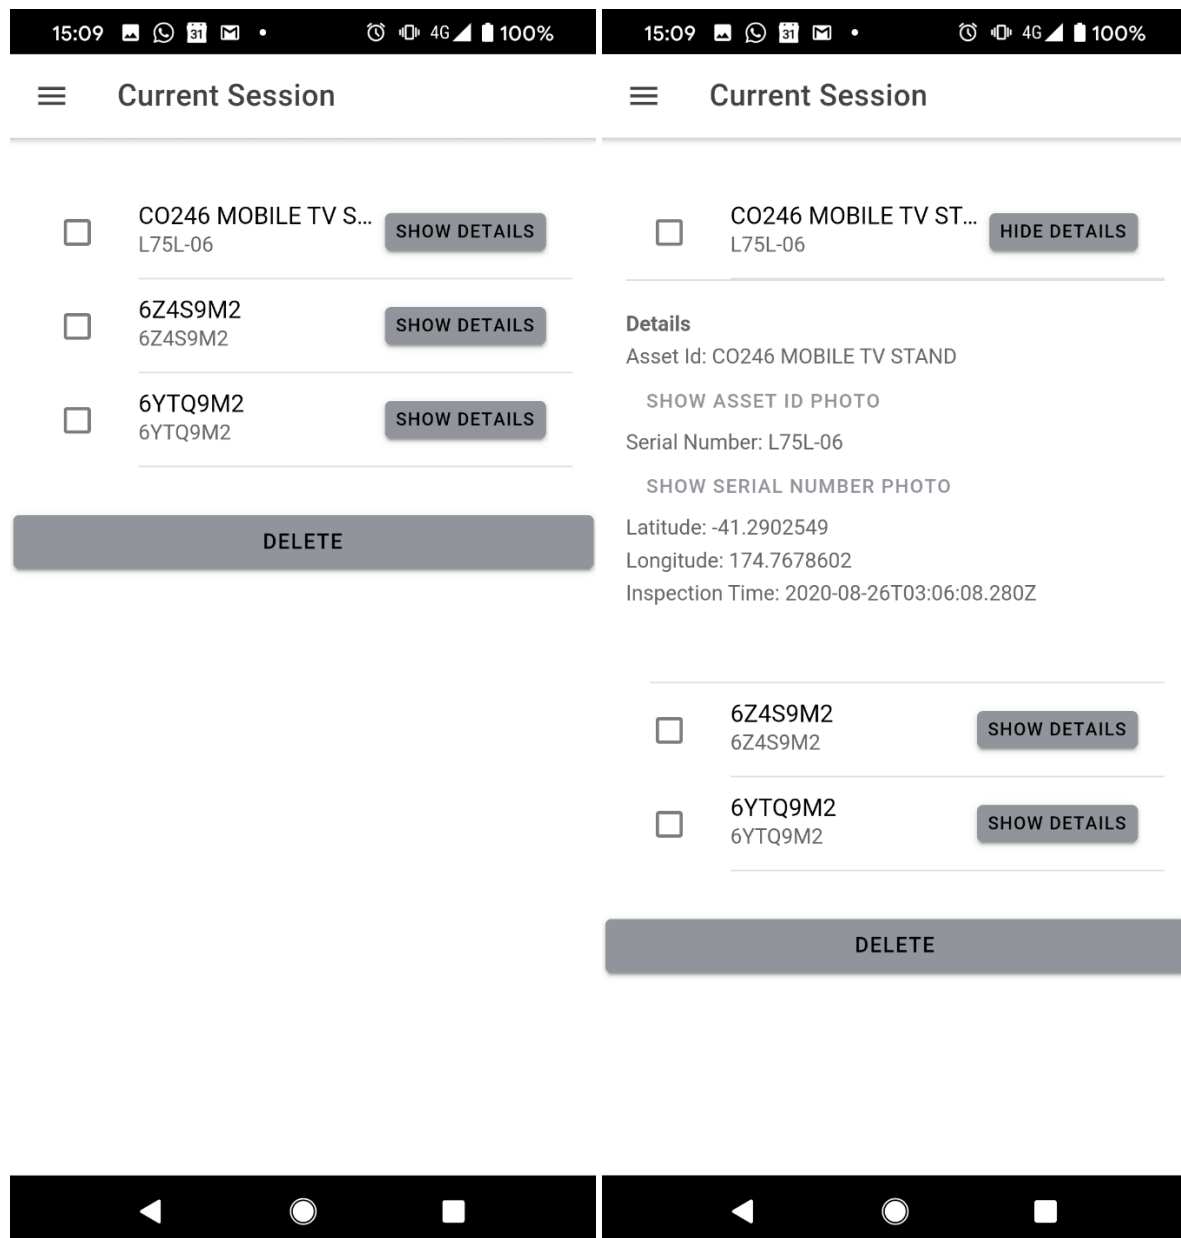 15:09 31 4G 100%
Current Session
CO246 MOBILE TV S...
L75L-06
SHOW DETAILS
6Z4S9M2
6Z4S9M2
SHOW DETAILS
6YTQ9M2
6YTQ9M2
SHOW DETAILS
DELETE
15:09 31 4G 100%
Current Session
CO246 MOBILE TV ST...
L75L-06
HIDE DETAILS
Details
Asset Id: CO246 MOBILE TV STAND
SHOW ASSET ID PHOTO
Serial Number: L75L-06
SHOW SERIAL NUMBER PHOTO
Latitude: -41.2902549
Longitude: 174.7678602
Inspection Time: 2020-08-26T03:06:08.280Z
6Z4S9M2
6Z4S9M2
SHOW DETAILS
6YTQ9M2
6YTQ9M2
SHOW DETAILS
DELETE